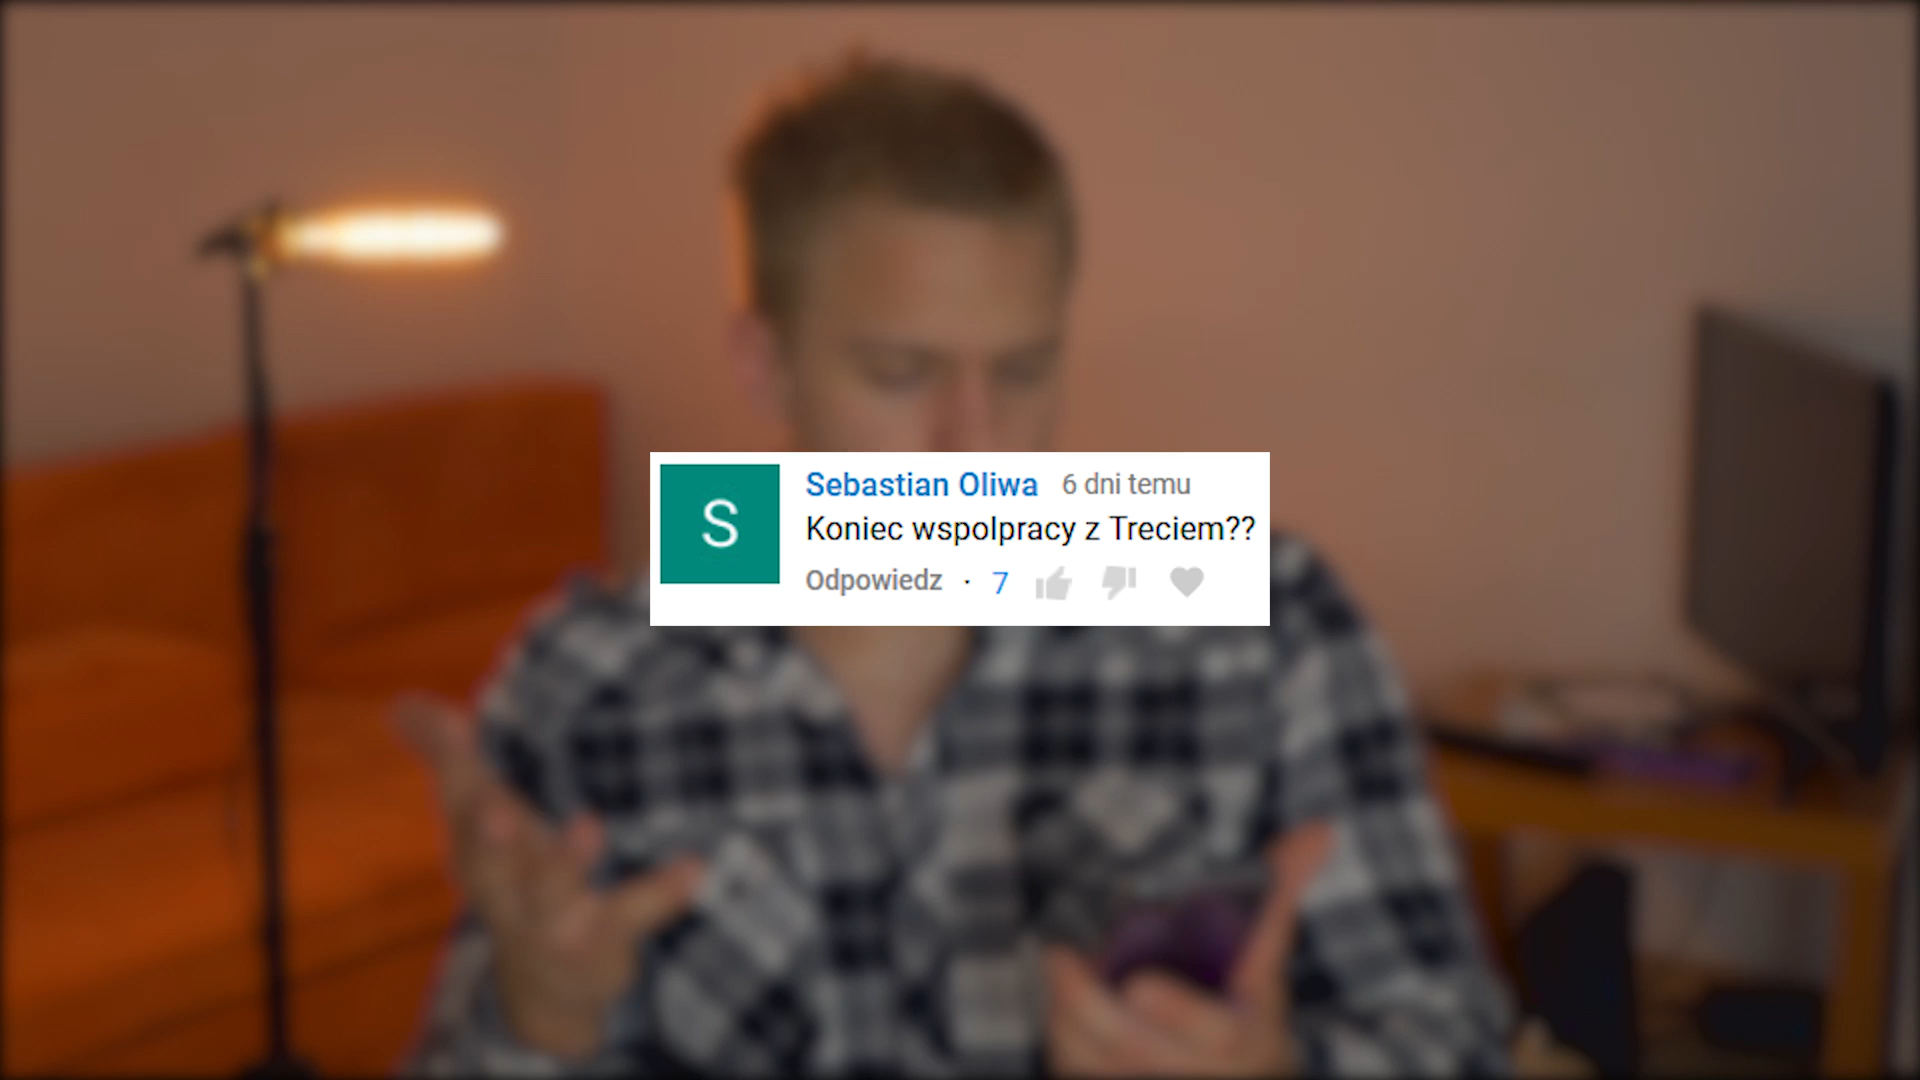 S
Sebastian Oliwa 6 dni temu
Koniec wspolpracy z Treciem??
Odpowiedz · 7